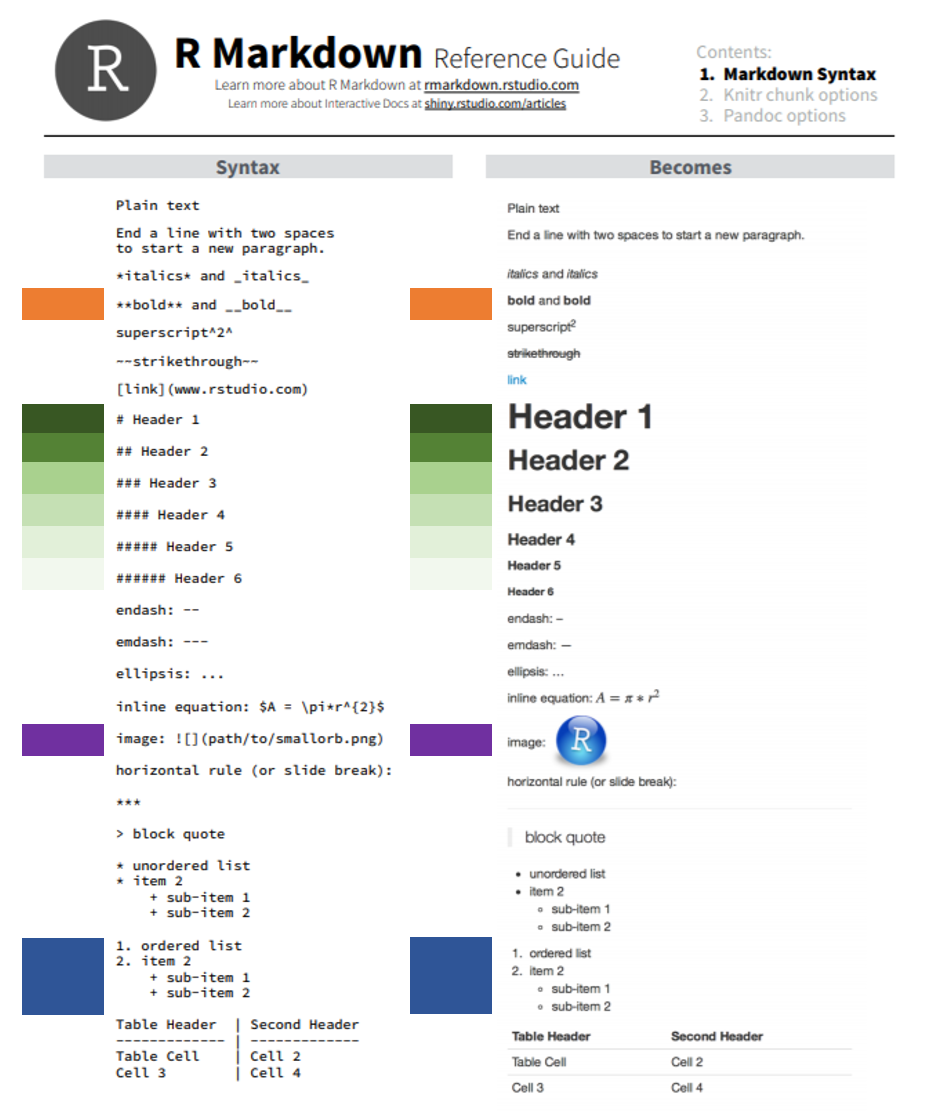 R
R Markdown Reference Guide
Learn more about R Markdown at rmarkdown.rstudio.com
Learn more about Interactive Docs at shiny.rstudio.com/articles
Contents:
1. Markdown Syntax
2. Knitr chunk options
3. Pandoc options
Syntax
Plain text
End a line with two spaces
to start a new paragraph.
*italics* and _italics_
**bold** and __bold__
superscript^2^
~~strikethrough~~
[link](www.rstudio.com)
# Header 1
## Header 2
### Header 3
#### Header 4
##### Header 5
###### Header 6
endash: --
emdash: ---
ellipsis: ...
inline equation: $A = \pi*r^{2}$
image: ![](path/to/smallorb.png)
horizontal rule (or slide break):
***
> block quote
* unordered list
* item 2
    + sub-item 1
    + sub-item 2
1. ordered list
2. item 2
    + sub-item 1
    + sub-item 2
Table Header | Second Header
------------- | -------------
Table Cell | Cell 2
Cell 3 | Cell 4
Becomes
Plain text
End a line with two spaces to start a new paragraph.
italics and italics
bold and bold
superscript²
strikethrough
link
Header 1
Header 2
Header 3
Header 4
Header 5
Header 6
endash: –
emdash: —
ellipsis: …
inline equation: A = π * r²
image: R
horizontal rule (or slide break):
block quote
• unordered list
• item 2
◦ sub-item 1
◦ sub-item 2
1. ordered list
2. item 2
◦ sub-item 1
◦ sub-item 2
Table Header Second Header
Table Cell Cell 2
Cell 3 Cell 4